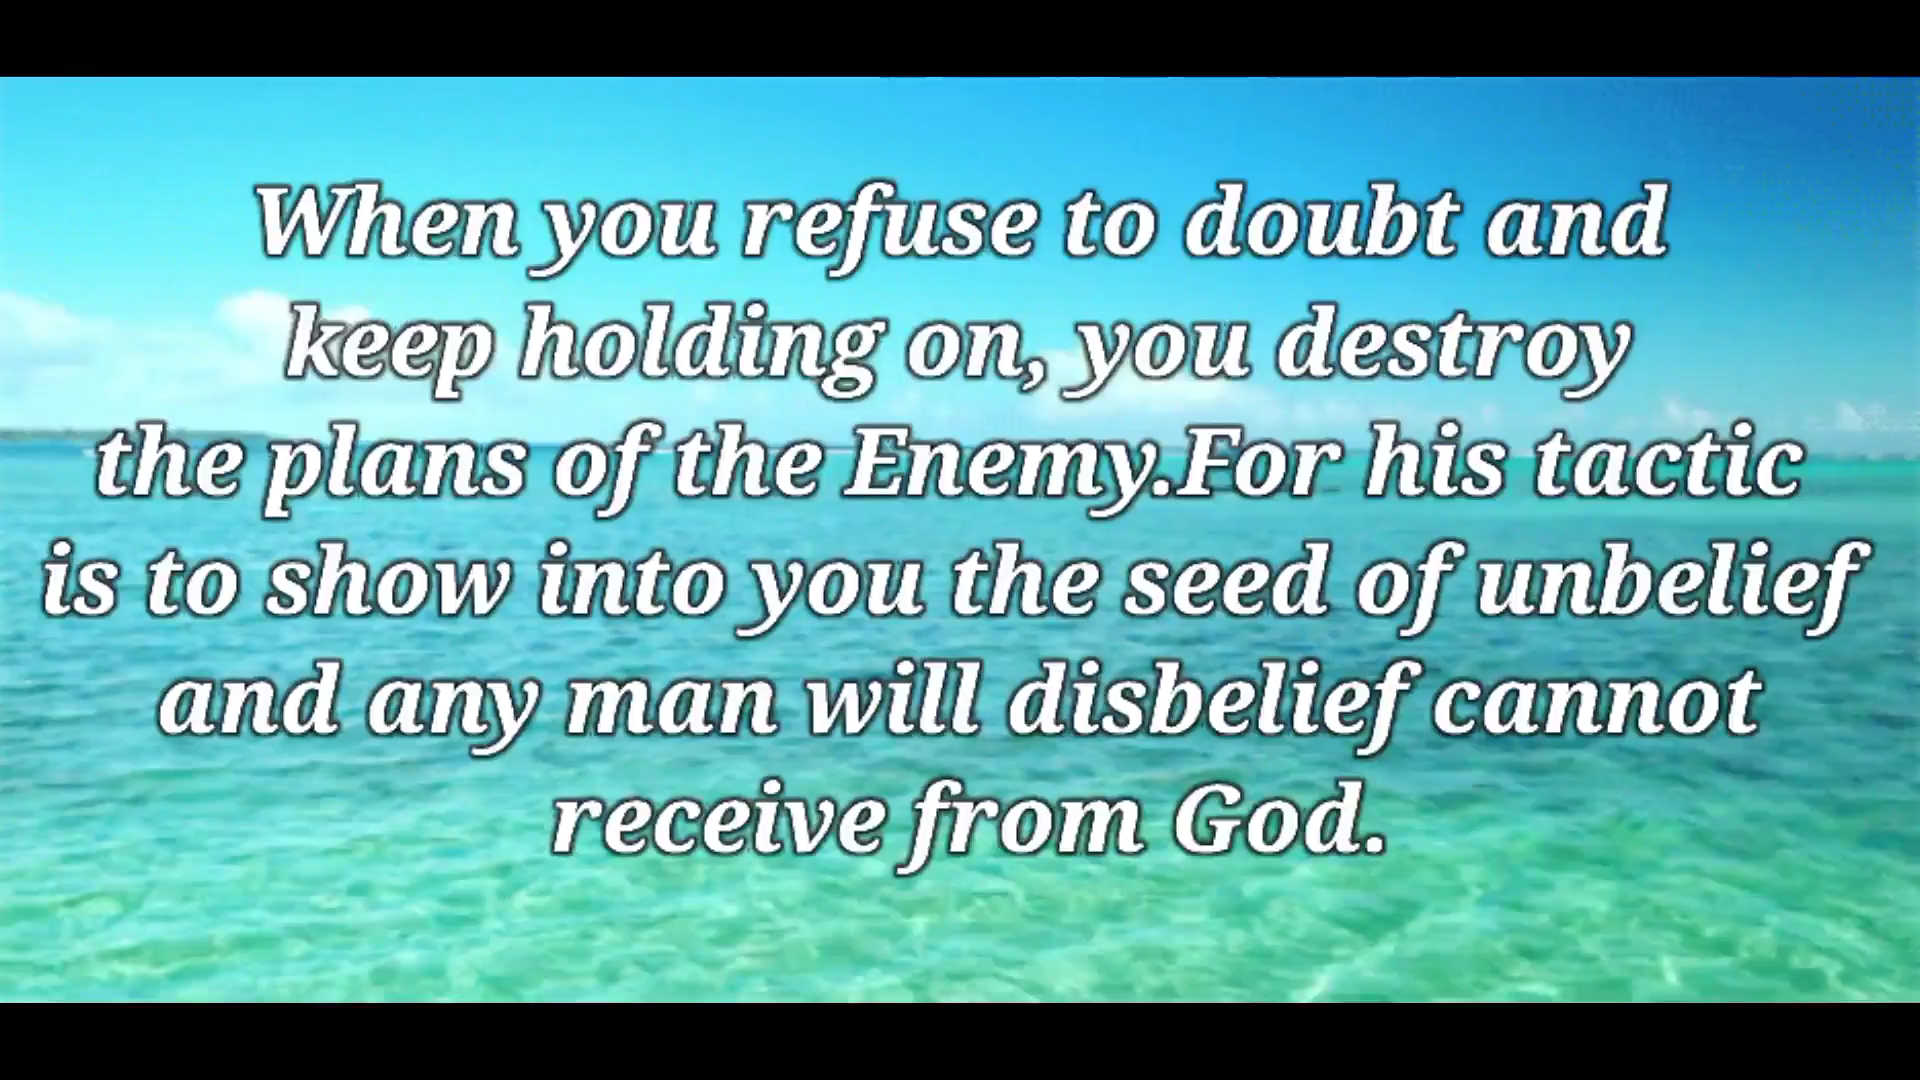 When you refuse to doubt and
keep holding on, you destroy
the plans of the Enemy.For his tactic
is to show into you the seed of unbelief
and any man will disbelief cannot
receive from God.